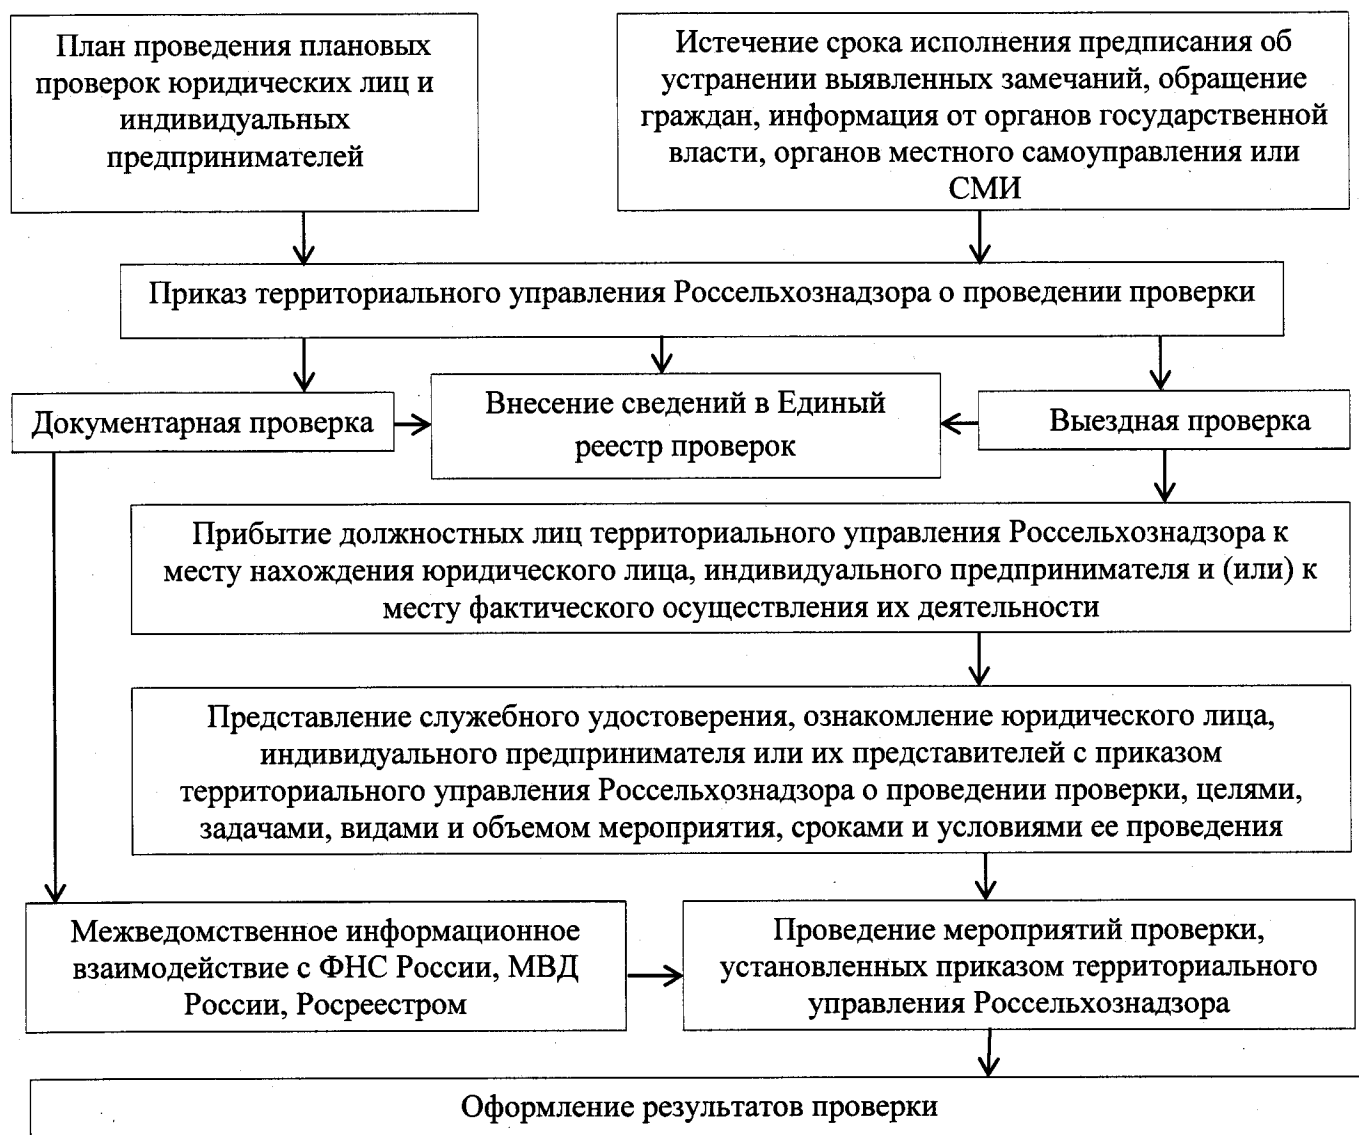 План проведения плановых
проверок юридических лиц и
индивидуальных
предпринимателей
Истечение срока исполнения предписания об
устранении выявленных замечаний, обращение
граждан, информация от органов государственной
власти, органов местного самоуправления или
СМИ
Приказ территориального управления Россельхознадзора о проведении проверки
Документарная проверка
Внесение сведений в Единый
реестр проверок
Выездная проверка
Прибытие должностных лиц территориального управления Россельхознадзора к
месту нахождения юридического лица, индивидуального предпринимателя и (или) к
месту фактического осуществления их деятельности
Представление служебного удостоверения, ознакомление юридического лица,
индивидуального предпринимателя или их представителей с приказом
территориального управления Россельхознадзора о проведении проверки, целями,
задачами, видами и объемом мероприятия, сроками и условиями ее проведения
Межведомственное информационное
взаимодействие с ФНС России, МВД
России, Росреестром
Проведение мероприятий проверки,
установленных приказом территориального
управления Россельхознадзора
Оформление результатов проверки